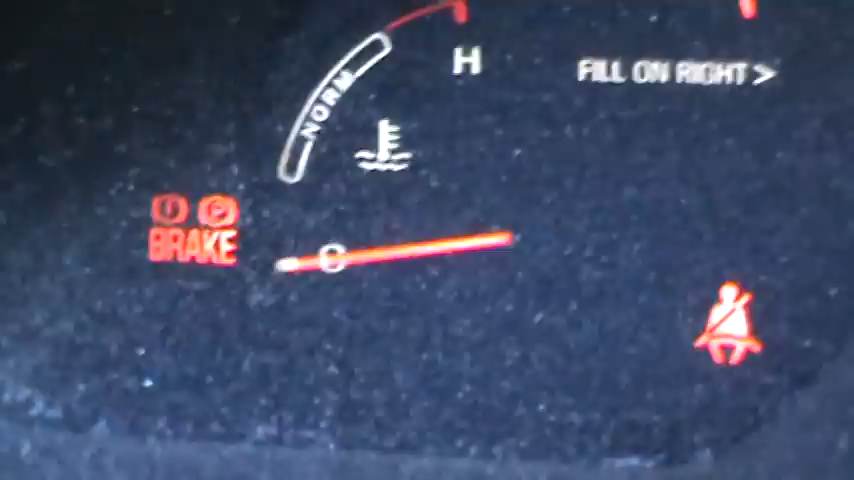 H
FILL ON RIGHT >
NORM
! P
BRAKE
C